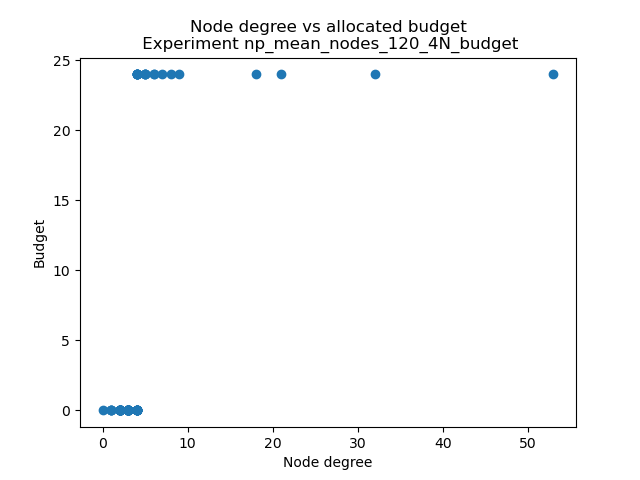 Node degree vs allocated budget
Experiment np_mean_nodes_120_4N_budget
25
20
15
10
5
0
Budget
0 10 20 30 40 50
Node degree